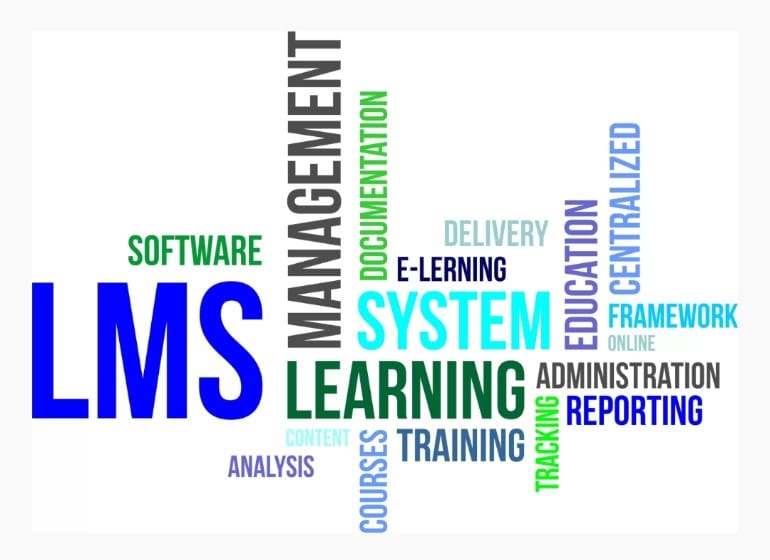 MANAGEMENT
DOCUMENTATION
CENTRALIZED
SOFTWARE
DELIVERY
EDUCATION
E-LERNING
LMS
SYSTEM
FRAMEWORK
ONLINE
LEARNING
ADMINISTRATION
TRACKING
REPORTING
CONTENT
COURSES
TRAINING
ANALYSIS